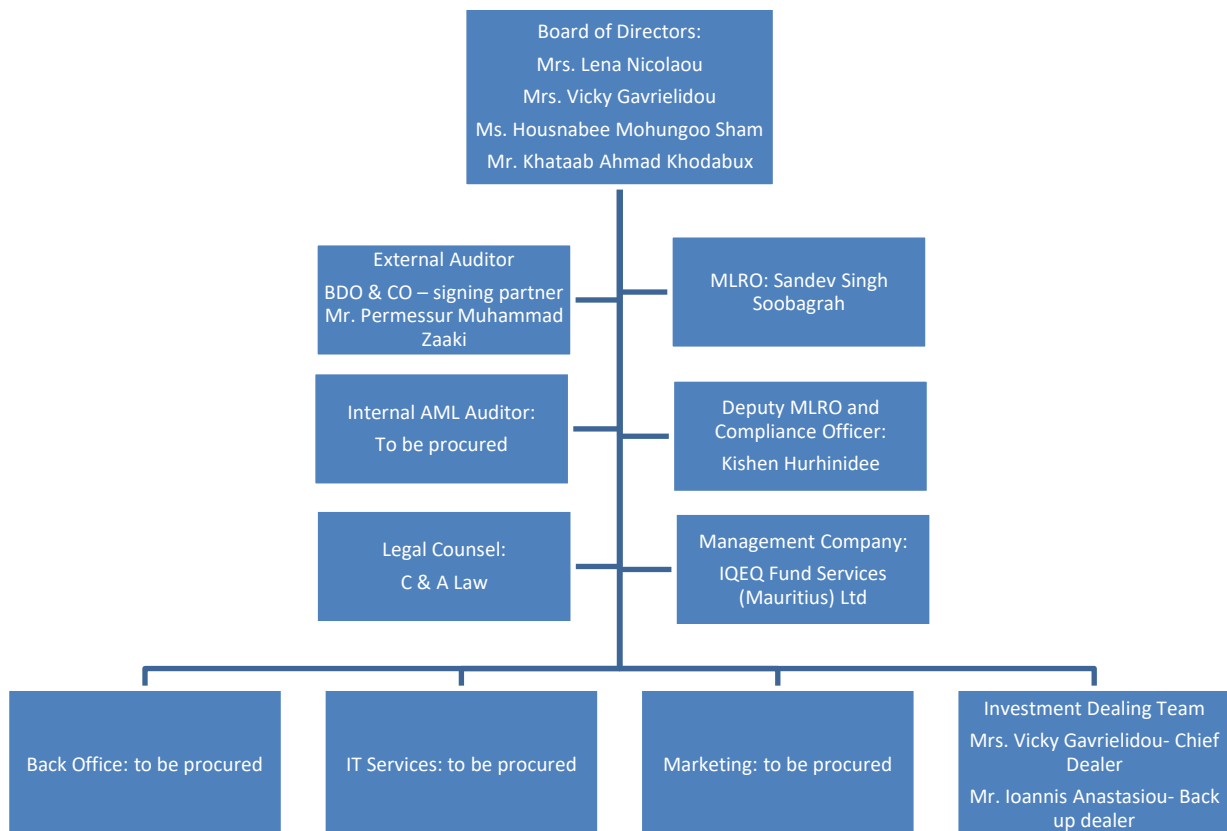 Board of Directors:
Mrs. Lena Nicolaou
Mrs. Vicky Gavrielidou
Ms. Housnabee Mohungoo Sham
Mr. Khataab Ahmad Khodabux
External Auditor
BDO & CO – signing partner
Mr. Permessur Muhammad
Zaaki
MLRO: Sandev Singh
Soobagrah
Internal AML Auditor:
To be procured
Deputy MLRO and
Compliance Officer:
Kishen Hurhinidee
Legal Counsel:
C & A Law
Management Company:
IQEQ Fund Services
(Mauritius) Ltd
Back Office: to be procured
IT Services: to be procured
Marketing: to be procured
Investment Dealing Team
Mrs. Vicky Gavrielidou- Chief
Dealer
Mr. Ioannis Anastasiou- Back
up dealer